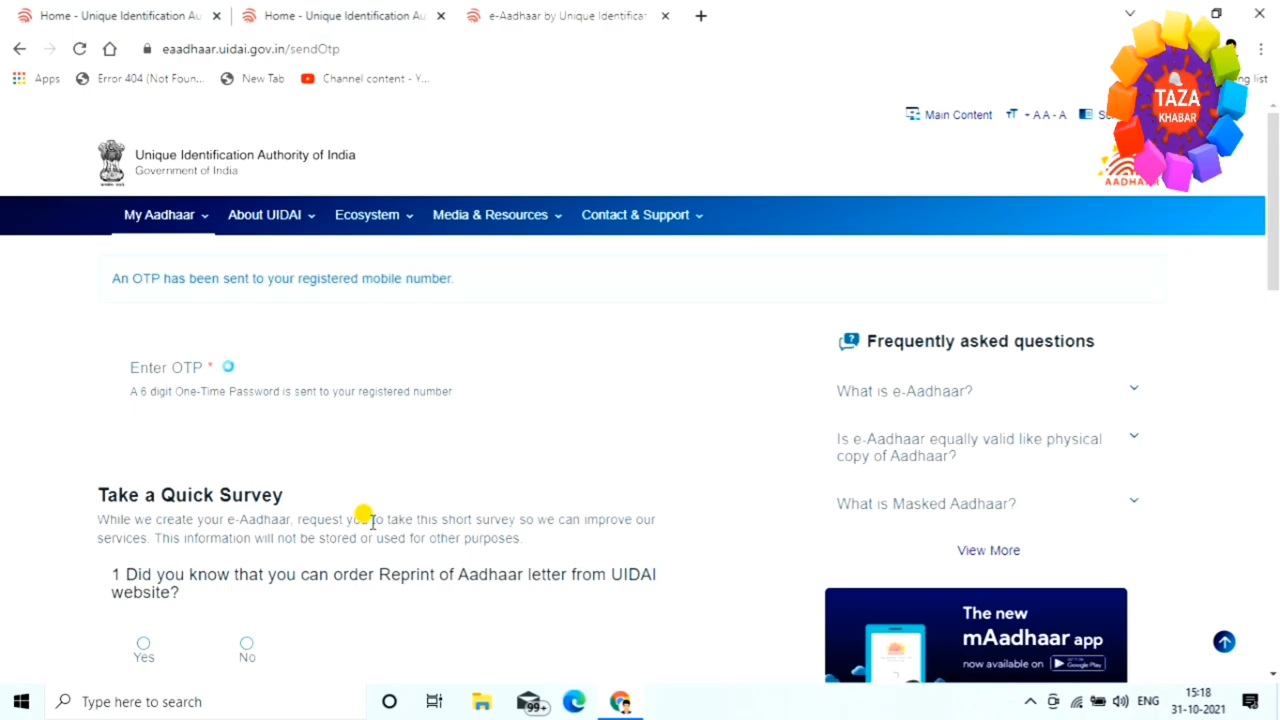 Home - Unique Identification Au
Home - Unique Identification Au
e-Aadhaar by Unique Identificat
eaadhaar.uidai.gov.in/sendOtp
Apps
Error 404 (Not Foun...
New Tab
Channel content - Y...
TAZA
KHABAR
Main Content
TT + A A - A
Unique Identification Authority of India
Government of India
My Aadhaar
About UIDAI
Ecosystem
Media & Resources
Contact & Support
An OTP has been sent to your registered mobile number.
Enter OTP *
A 6 digit One-Time Password is sent to your registered number
Take a Quick Survey
While we create your e-Aadhaar, request you to take this short survey so we can improve our
services. This information will not be stored or used for other purposes.
1 Did you know that you can order Reprint of Aadhaar letter from UIDAI
website?
Yes
No
Frequently asked questions
What is e-Aadhaar?
Is e-Aadhaar equally valid like physical
copy of Aadhaar?
What is Masked Aadhaar?
View More
The new
mAadhaar app
now available on
Google Play
Type here to search
99+
ENG
15:18
31-10-2021